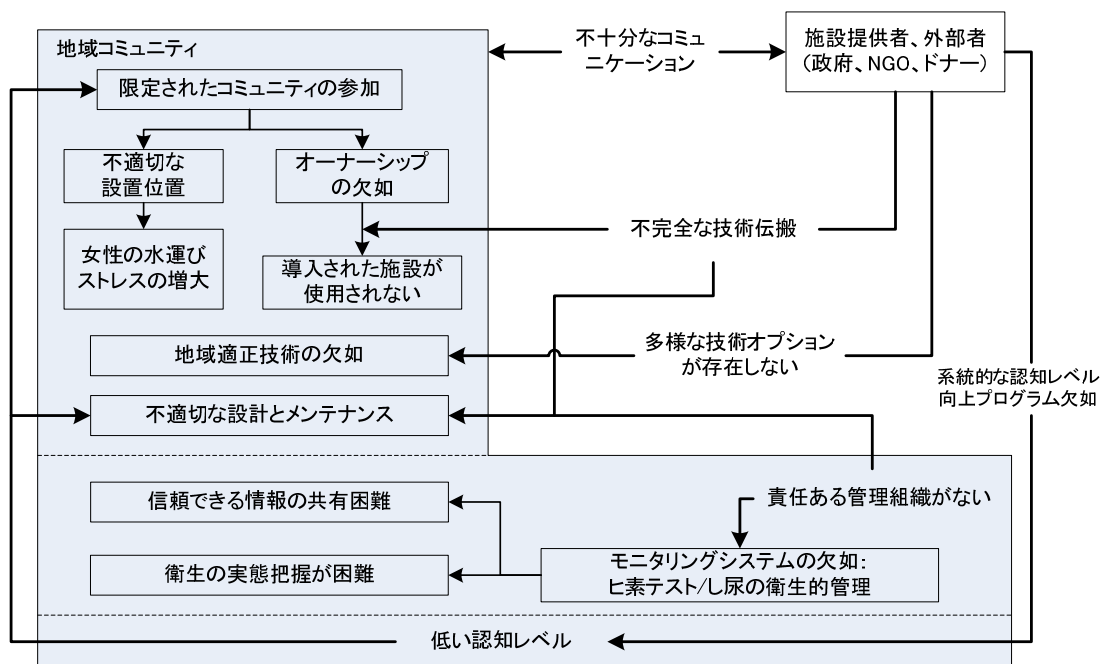 地域コミュニティ
不十分なコミュ
ニケーション
施設提供者、外部者
(政府、NGO、ドナー)
限定されたコミュニティの参加
不適切な
設置位置
オーナーシップ
の欠如
女性の水運び
ストレスの増大
導入された施設が
使用されない
不完全な技術伝搬
地域適正技術の欠如
多様な技術オプション
が存在しない
系統的な認知レベル
向上プログラム欠如
不適切な設計とメンテナンス
信頼できる情報の共有困難
責任ある管理組織がない
衛生の実態把握が困難
モニタリングシステムの欠如:
ヒ素テスト/し尿の衛生的管理
低い認知レベル